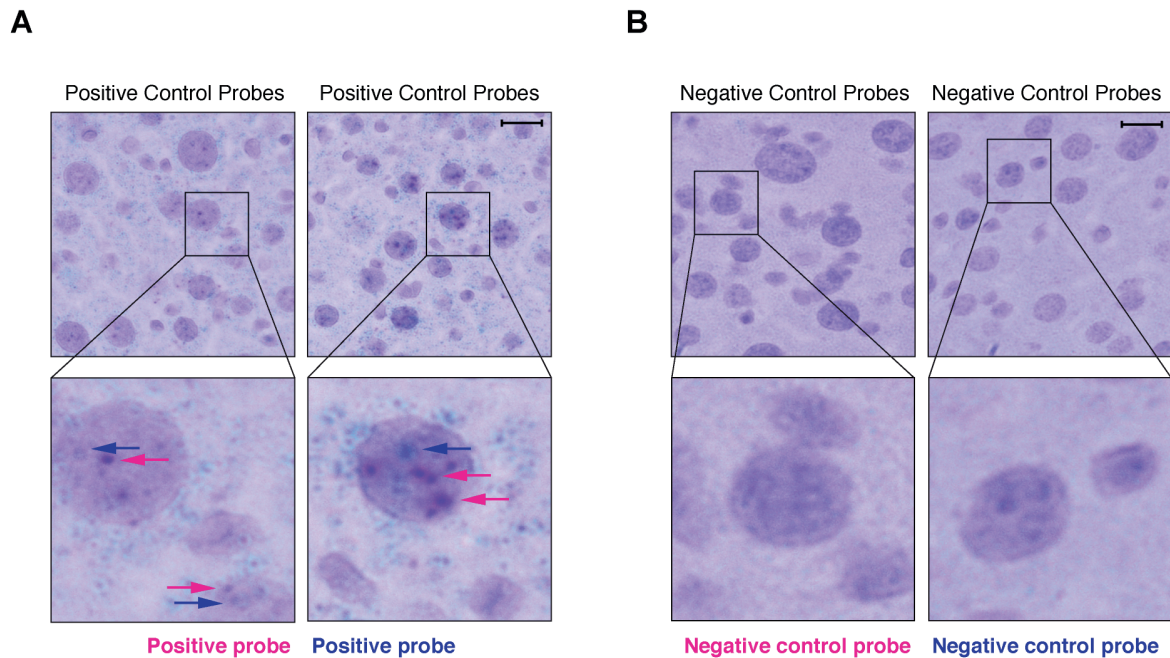 A
B
Positive Control Probes
Positive Control Probes
Negative Control Probes
Negative Control Probes
Positive probe
Positive probe
Negative control probe
Negative control probe